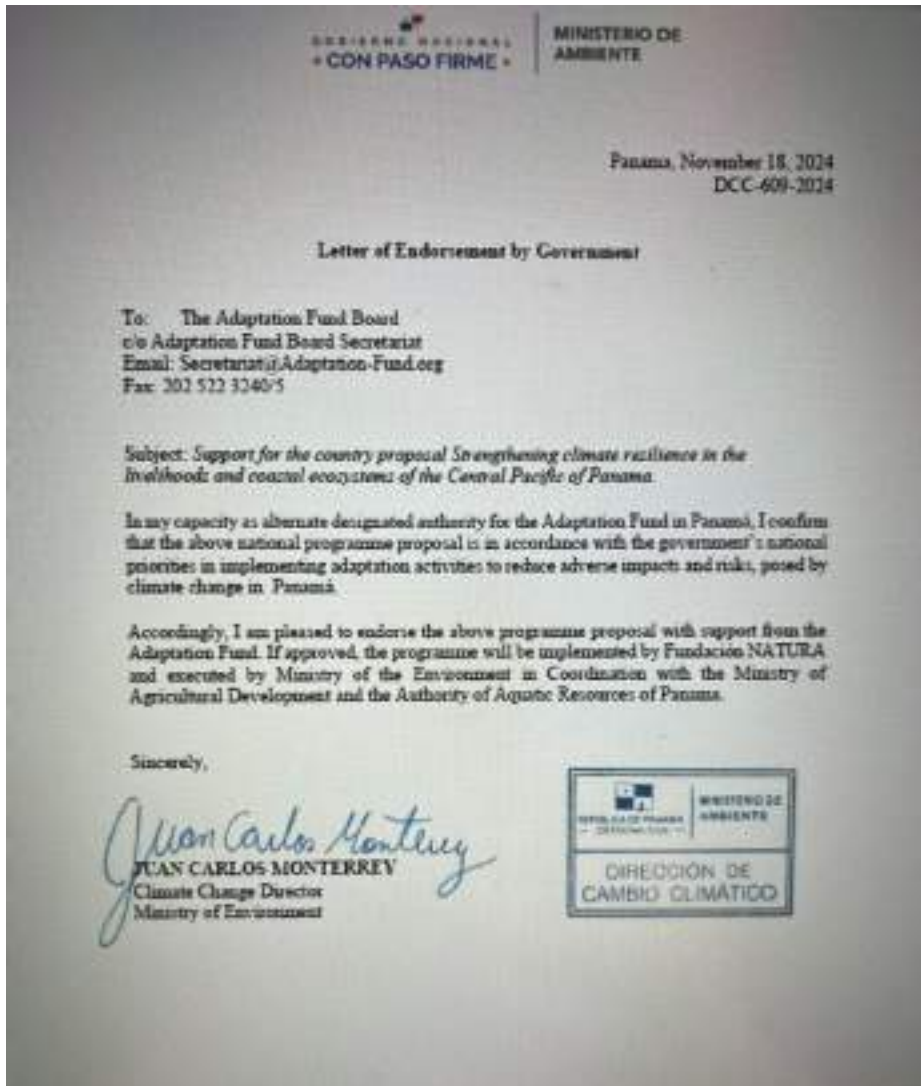 GOBIERNO NACIONAL
• CON PASO FIRME •
MINISTERIO DE
AMBIENTE
Panama, November 18, 2024
DCC-609-2024
Letter of Endorsement by Government
To: The Adaptation Fund Board
c/o Adaptation Fund Board Secretariat
Email: Secretariat@Adaptation-Fund.org
Fax: 202 522 3240/5
Subject: Support for the country proposal Strengthening climate resilience in the
livelihoods and coastal ecosystems of the Central Pacific of Panama.
In my capacity as alternate designated authority for the Adaptation Fund in Panamá, I confirm
that the above national programme proposal is in accordance with the government's national
priorities in implementing adaptation activities to reduce adverse impacts and risks, posed by
climate change in Panamá.
Accordingly, I am pleased to endorse the above programme proposal with support from the
Adaptation Fund. If approved, the programme will be implemented by Fundación NATURA
and executed by Ministry of the Environment in Coordination with the Ministry of
Agricultural Development and the Authority of Aquatic Resources of Panama.
Sincerely,
Juan Carlos Monterrey
JUAN CARLOS MONTERREY
Climate Change Director
Ministry of Environment
REPÚBLICA DE PANAMÁ
MINISTERIO DE
AMBIENTE
DIRECCIÓN DE
CAMBIO CLIMÁTICO